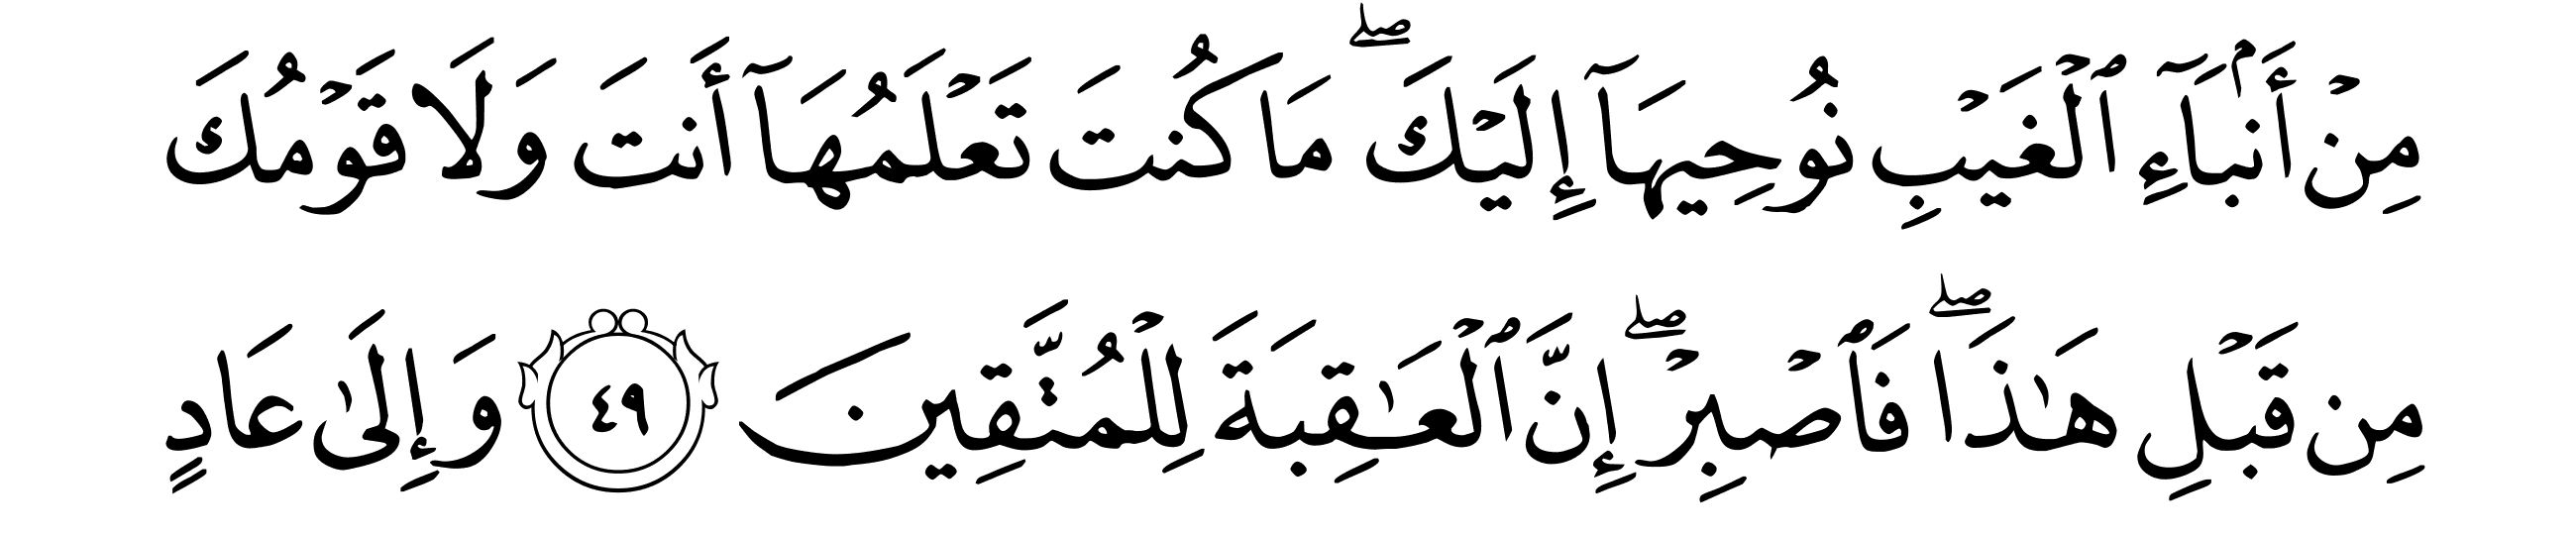 مِنْ أَنۢبَآءِ ٱلْغَيْبِ نُوحِيهَآ إِلَيْكَ ۖ مَا كُنتَ تَعْلَمُهَآ أَنتَ وَلَا قَوْمُكَ
مِن قَبْلِ هَـٰذَا ۖ فَٱصْبِرْ ۖ إِنَّ ٱلْعَـٰقِبَةَ لِلْمُتَّقِينَ ٤٩ وَإِلَىٰ عَادٍ